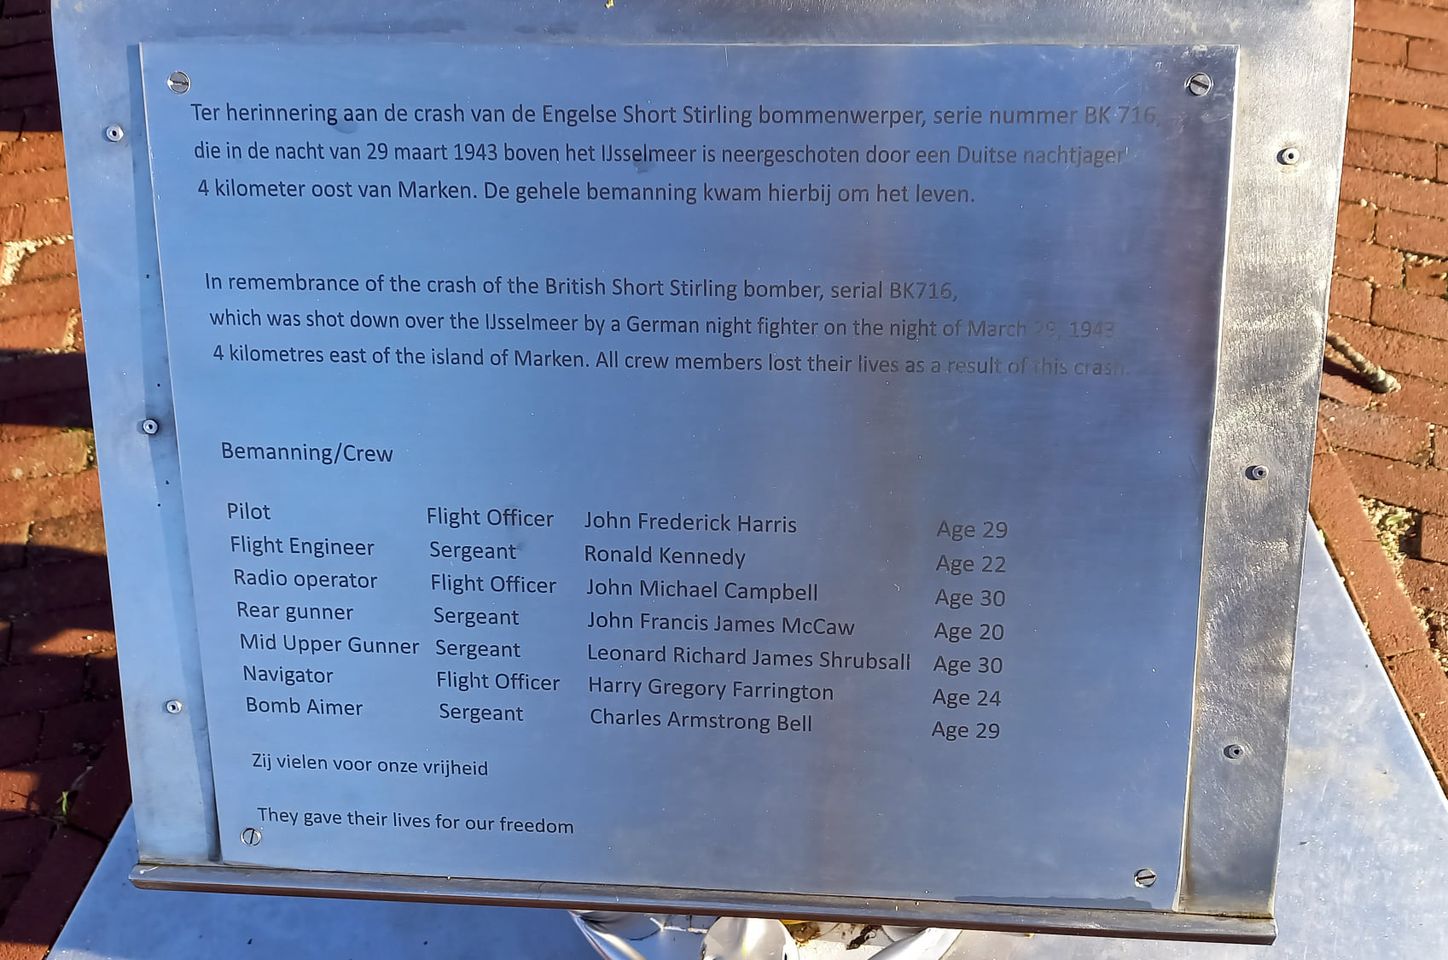 Ter herinnering aan de crash van de Engelse Short Stirling bommenwerper, serie nummer BK 716,
die in de nacht van 29 maart 1943 boven het IJsselmeer is neergeschoten door een Duitse nachtjager
4 kilometer oost van Marken. De gehele bemanning kwam hierbij om het leven.
In remembrance of the crash of the British Short Stirling bomber, serial BK716,
which was shot down over the IJsselmeer by a German night fighter on the night of March 29, 1943
4 kilometres east of the island of Marken. All crew members lost their lives as a result of this crash.
Bemanning/Crew
Pilot Flight Officer John Frederick Harris Age 29
Flight Engineer Sergeant Ronald Kennedy Age 22
Radio operator Flight Officer John Michael Campbell Age 30
Rear gunner Sergeant John Francis James McCaw Age 20
Mid Upper Gunner Sergeant Leonard Richard James Shrubsall Age 30
Navigator Flight Officer Harry Gregory Farrington Age 24
Bomb Aimer Sergeant Charles Armstrong Bell Age 29
Zij vielen voor onze vrijheid
They gave their lives for our freedom